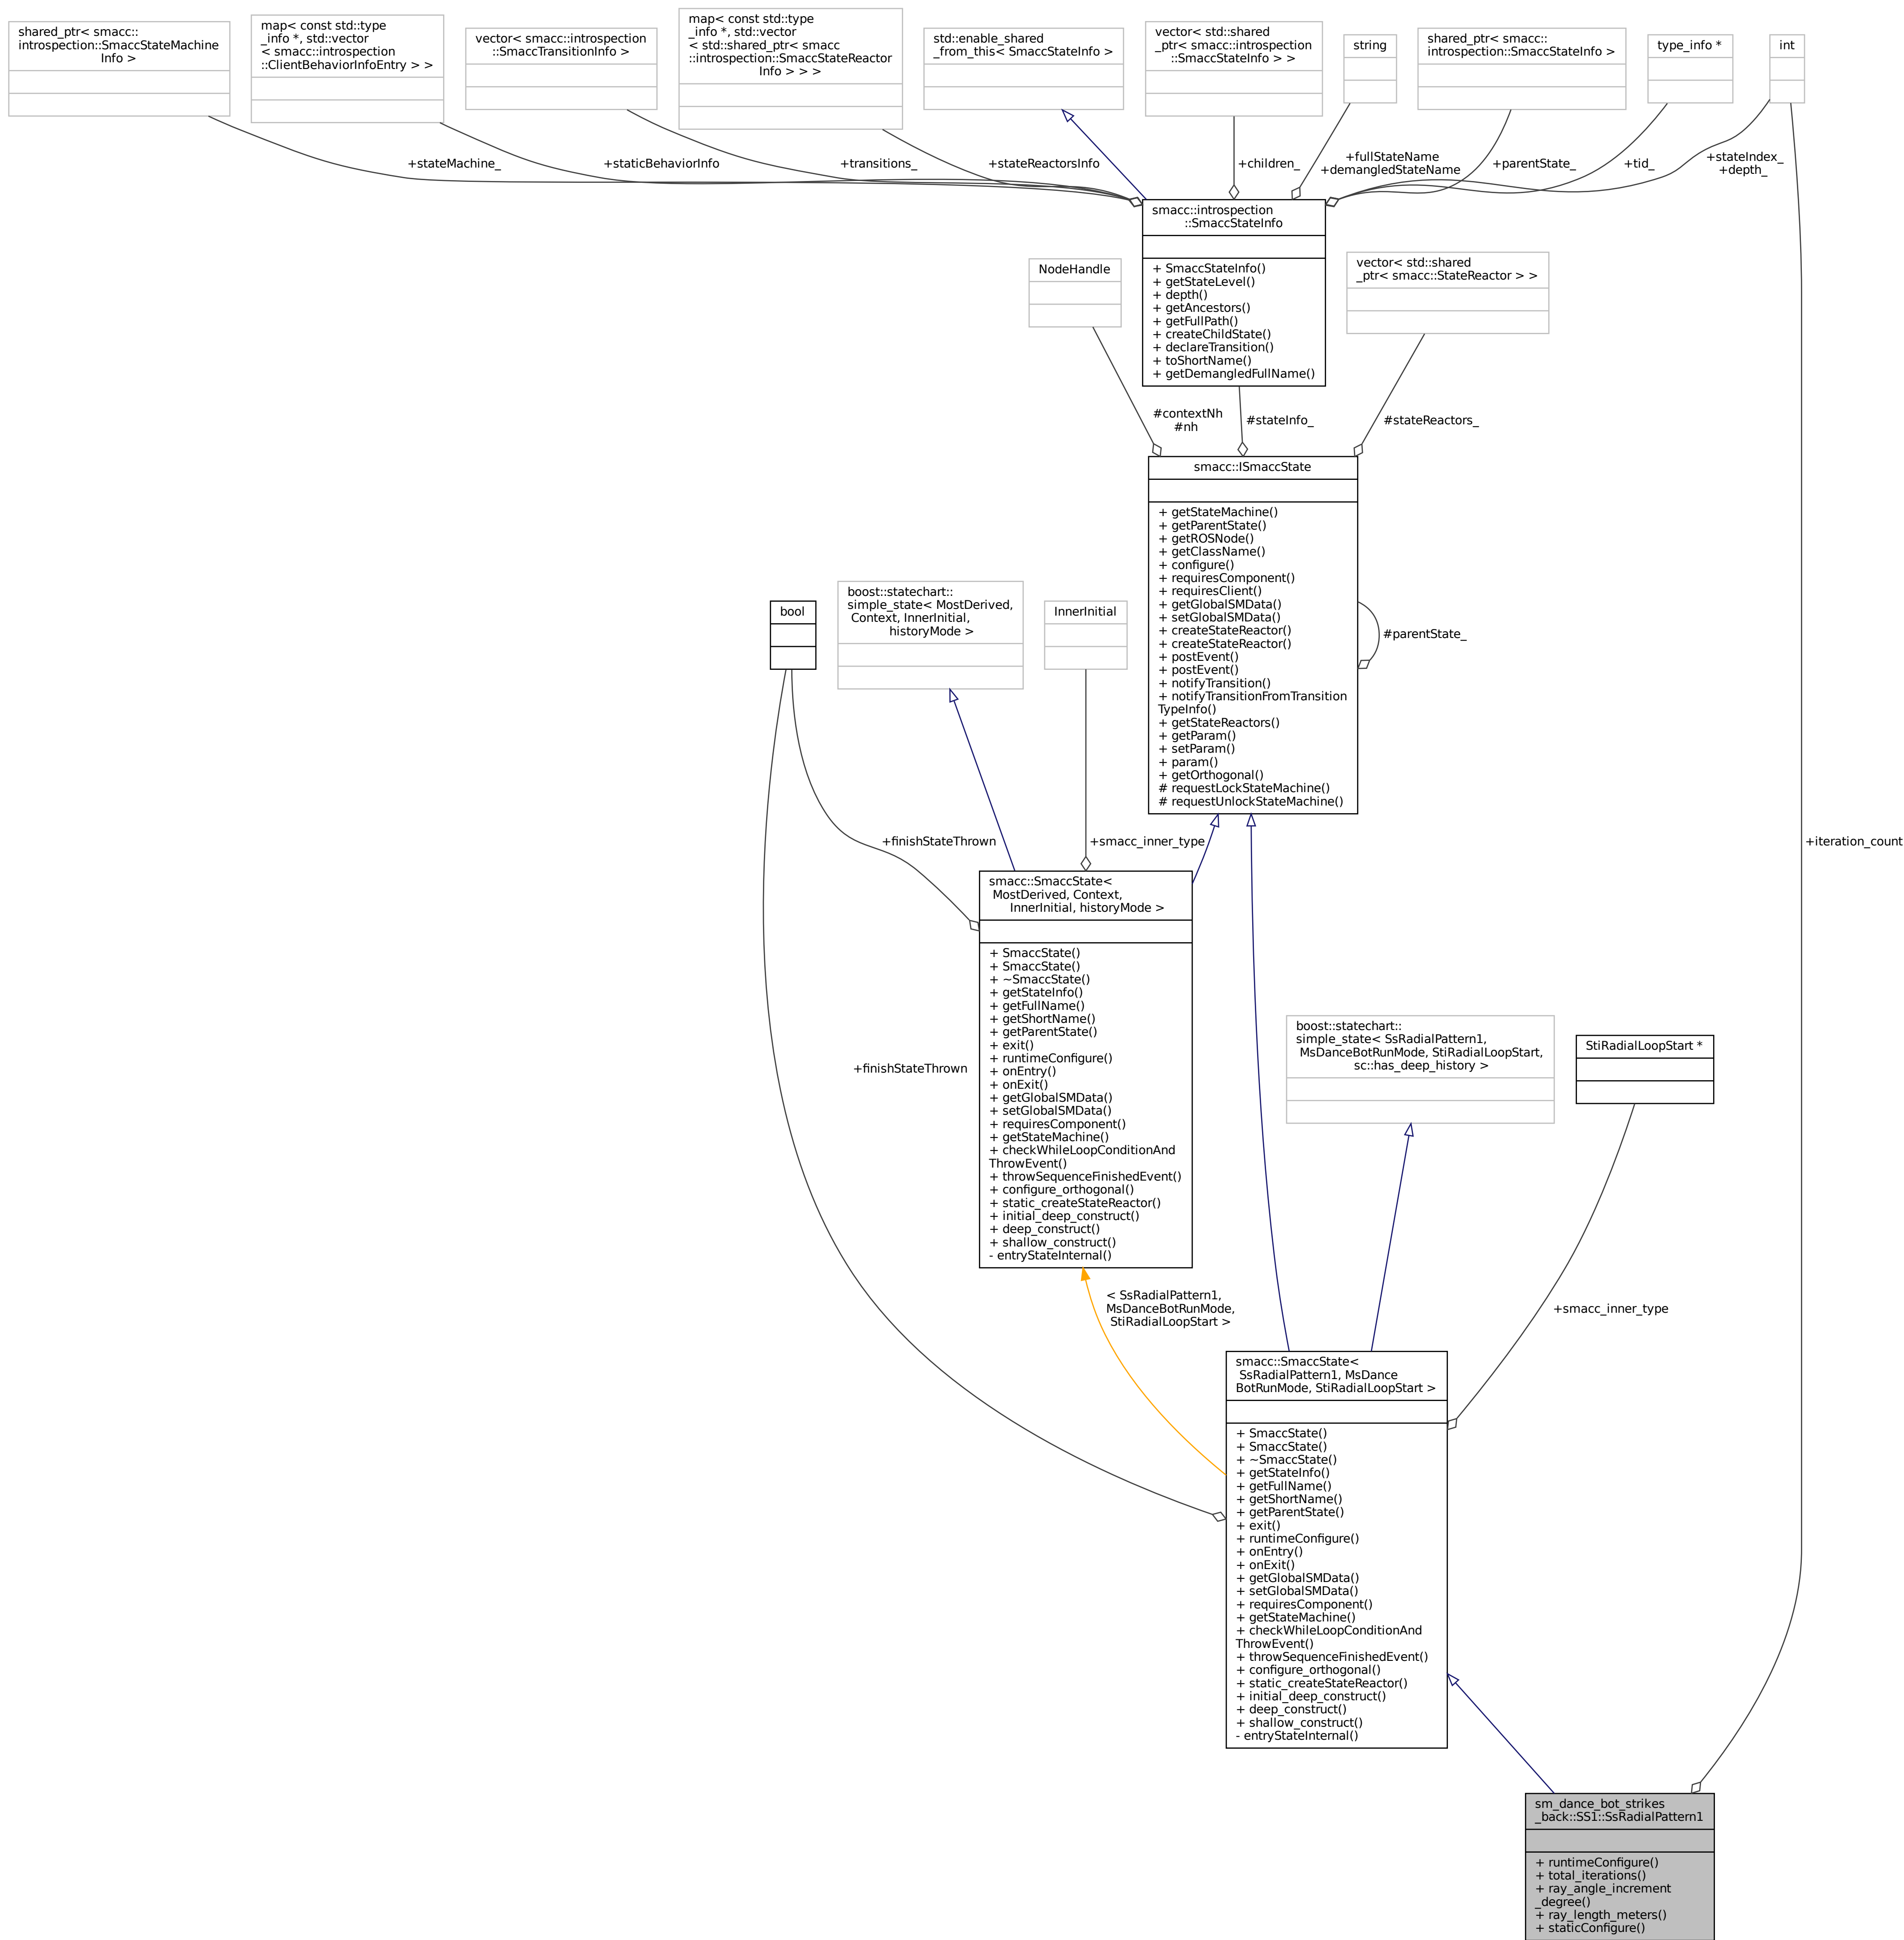 shared_ptr< smacc::
introspection::SmaccStateMachine
Info >
map< const std::type
_info *, std::vector
< smacc::introspection
::ClientBehaviorInfoEntry > >
vector< smacc::introspection
::SmaccTransitionInfo >
map< const std::type
_info *, std::vector
< std::shared_ptr< smacc
::introspection::SmaccStateReactor
Info > > >
std::enable_shared
_from_this< SmaccStateInfo >
vector< std::shared
_ptr< smacc::introspection
::SmaccStateInfo > >
string
shared_ptr< smacc::
introspection::SmaccStateInfo >
type_info *
int
+stateMachine_
+staticBehaviorInfo
+transitions_
+stateReactorsInfo
+children_
+fullStateName
+demangledStateName
+parentState_
+tid_
+stateIndex_
+depth_
smacc::introspection
::SmaccStateInfo
+ SmaccStateInfo()
+ getStateLevel()
+ depth()
+ getAncestors()
+ getFullPath()
+ createChildState()
+ declareTransition()
+ toShortName()
+ getDemangledFullName()
NodeHandle
vector< std::shared
_ptr< smacc::StateReactor > >
#contextNh
#nh
#stateInfo_
#stateReactors_
smacc::ISmaccState
+ getStateMachine()
+ getParentState()
+ getROSNode()
+ getClassName()
+ configure()
+ requiresComponent()
+ requiresClient()
+ getGlobalSMData()
+ setGlobalSMData()
+ createStateReactor()
+ createStateReactor()
+ postEvent()
+ postEvent()
+ notifyTransition()
+ notifyTransitionFromTransition
TypeInfo()
+ getStateReactors()
+ getParam()
+ setParam()
+ param()
+ getOrthogonal()
# requestLockStateMachine()
# requestUnlockStateMachine()
#parentState_
bool
boost::statechart::
simple_state< MostDerived,
Context, InnerInitial,
historyMode >
InnerInitial
+finishStateThrown
+smacc_inner_type
+iteration_count
smacc::SmaccState<
MostDerived, Context,
InnerInitial, historyMode >
+ SmaccState()
+ SmaccState()
+ ~SmaccState()
+ getStateInfo()
+ getFullName()
+ getShortName()
+ getParentState()
+ exit()
+ runtimeConfigure()
+ onEntry()
+ onExit()
+ getGlobalSMData()
+ setGlobalSMData()
+ requiresComponent()
+ getStateMachine()
+ checkWhileLoopConditionAnd
ThrowEvent()
+ throwSequenceFinishedEvent()
+ configure_orthogonal()
+ static_createStateReactor()
+ initial_deep_construct()
+ deep_construct()
+ shallow_construct()
- entryStateInternal()
+finishStateThrown
boost::statechart::
simple_state< SsRadialPattern1,
MsDanceBotRunMode, StiRadialLoopStart,
sc::has_deep_history >
StiRadialLoopStart *
< SsRadialPattern1,
MsDanceBotRunMode,
StiRadialLoopStart >
+smacc_inner_type
smacc::SmaccState<
SsRadialPattern1, MsDance
BotRunMode, StiRadialLoopStart >
+ SmaccState()
+ SmaccState()
+ ~SmaccState()
+ getStateInfo()
+ getFullName()
+ getShortName()
+ getParentState()
+ exit()
+ runtimeConfigure()
+ onEntry()
+ onExit()
+ getGlobalSMData()
+ setGlobalSMData()
+ requiresComponent()
+ getStateMachine()
+ checkWhileLoopConditionAnd
ThrowEvent()
+ throwSequenceFinishedEvent()
+ configure_orthogonal()
+ static_createStateReactor()
+ initial_deep_construct()
+ deep_construct()
+ shallow_construct()
- entryStateInternal()
sm_dance_bot_strikes
_back::SS1::SsRadialPattern1
+ runtimeConfigure()
+ total_iterations()
+ ray_angle_increment
_degree()
+ ray_length_meters()
+ staticConfigure()